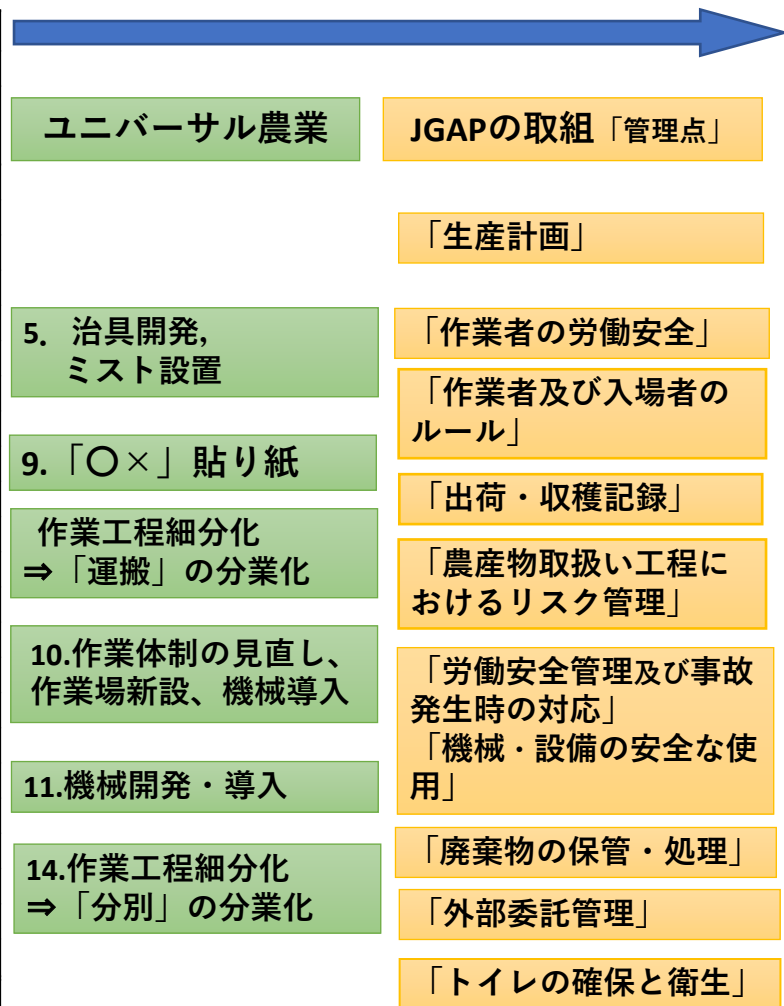 ユニバーサル農業
JGAPの取組「管理点」
「生産計画」
5. 治具開発,
ミスト設置
「作業者の労働安全」
「作業者及び入場者の
ルール」
9.「〇×」貼り紙
「出荷・収穫記録」
作業工程細分化
⇒「運搬」の分業化
「農産物取扱い工程に
おけるリスク管理」
10.作業体制の見直し、
作業場新設、機械導入
「労働安全管理及び事故
発生時の対応」
「機械・設備の安全な使
用」
11.機械開発・導入
「廃棄物の保管・処理」
14.作業工程細分化
⇒「分別」の分業化
「外部委託管理」
「トイレの確保と衛生」